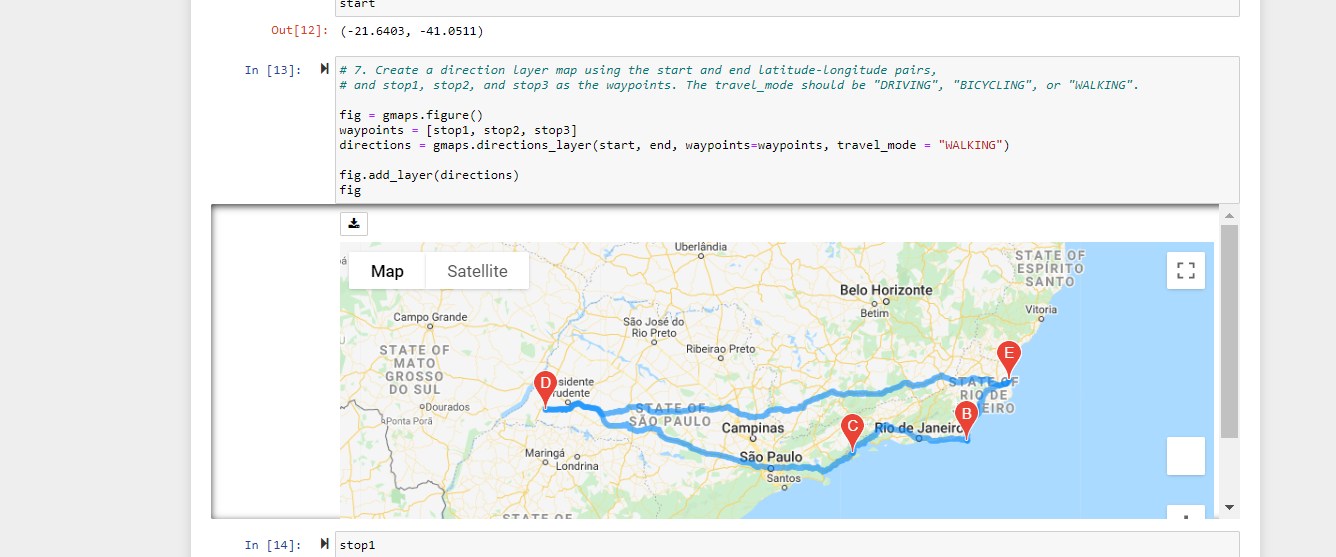 start
Out[12]: (-21.6403, -41.0511)
In [13]: # 7. Create a direction layer map using the start and end latitude-longitude pairs,
# and stop1, stop2, and stop3 as the waypoints. The travel_mode should be "DRIVING", "BICYCLING", or "WALKING".
fig = gmaps.figure()
waypoints = [stop1, stop2, stop3]
directions = gmaps.directions_layer(start, end, waypoints=waypoints, travel_mode = "WALKING")
fig.add_layer(directions)
fig
Map Satellite
Uberlândia
STATE OF
ESPÍRITO
SANTO
Belo Horizonte
Betim
Vitoria
Campo Grande
São José do
Rio Preto
Ribeirao Preto
STATE OF
MATO
GROSSO
DO SUL
E
D
sidente
rudente
STATE OF
RIO DE
NEIRO
Dourados
STATE OF
SÃO PAULO
B
Ponta Porá
Campinas
C
Rio de Janeiro
Maringá
Londrina
São Paulo
Santos
STATE OF
In [14]: stop1